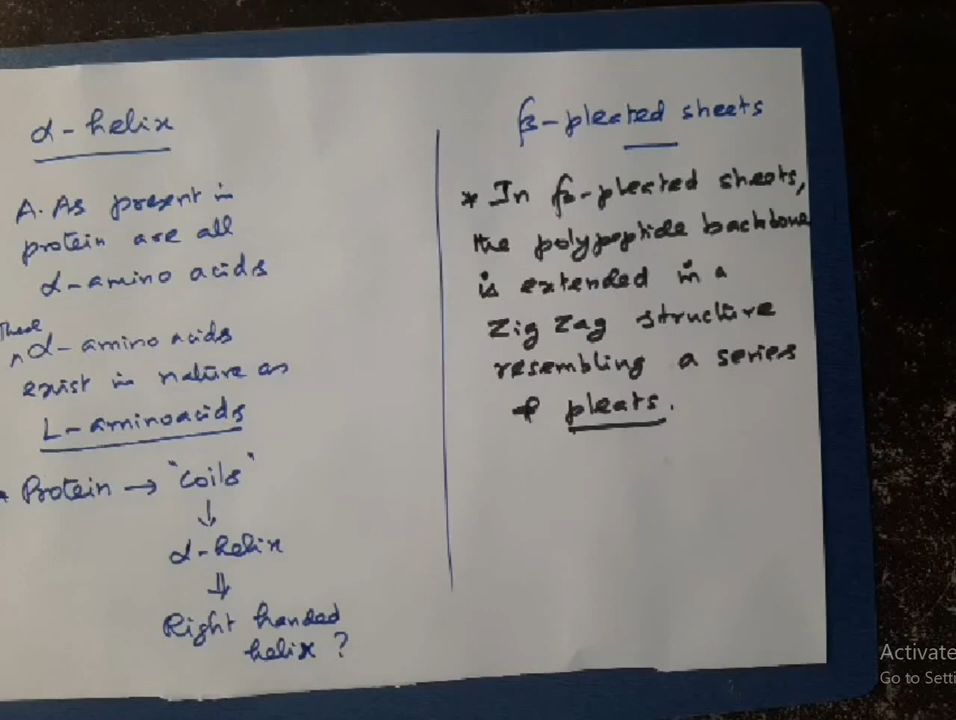 α-helix
A.As present in
protein are all
α-amino acids
These
^ α-amino acids
exist in nature as
L-aminoacids
* Protein → "coils"
↓
α-helix
⇓
Right handed
helix ?
β-pleated sheets
* In β-pleated sheets,
the polypeptide backbone
is extended in a
Zig Zag structure
resembling a series
of pleats.
Activate
Go to Setti